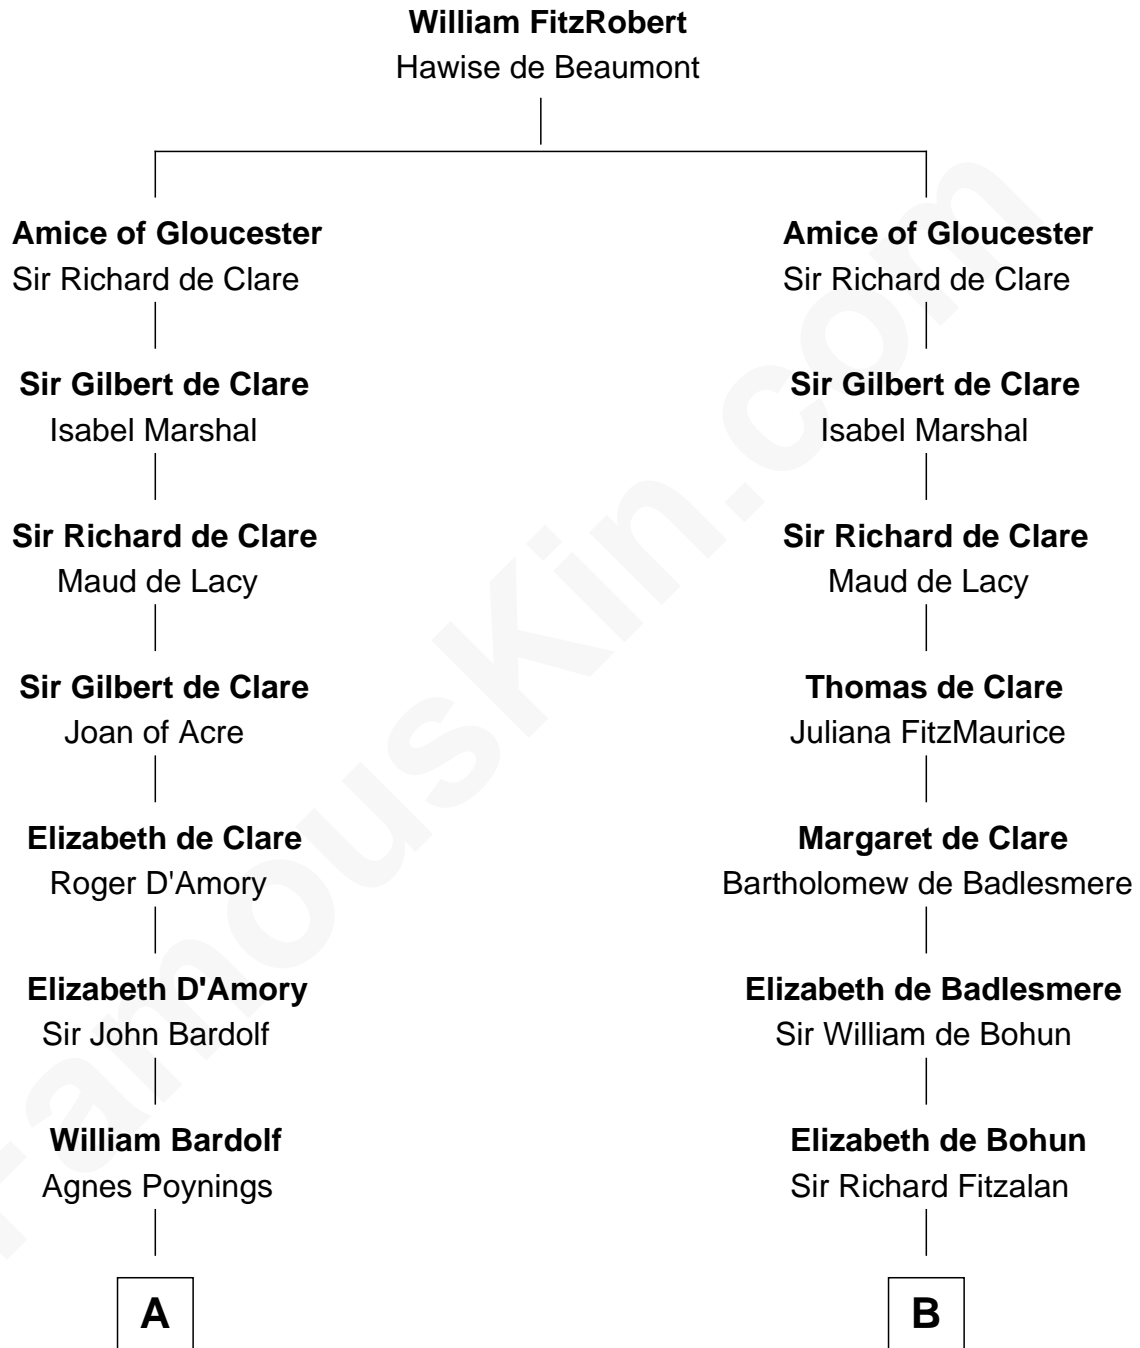 William FitzRobert
Hawise de Beaumont
Amice of Gloucester
Sir Richard de Clare
Amice of Gloucester
Sir Richard de Clare
Sir Gilbert de Clare
Isabel Marshal
Sir Gilbert de Clare
Isabel Marshal
Sir Richard de Clare
Maud de Lacy
Sir Richard de Clare
Maud de Lacy
Sir Gilbert de Clare
Joan of Acre
Thomas de Clare
Juliana FitzMaurice
Elizabeth de Clare
Roger D'Amory
Margaret de Clare
Bartholomew de Badlesmere
Elizabeth D'Amory
Sir John Bardolf
Elizabeth de Badlesmere
Sir William de Bohun
William Bardolf
Agnes Poynings
Elizabeth de Bohun
Sir Richard Fitzalan
A
B
FamousKin.com